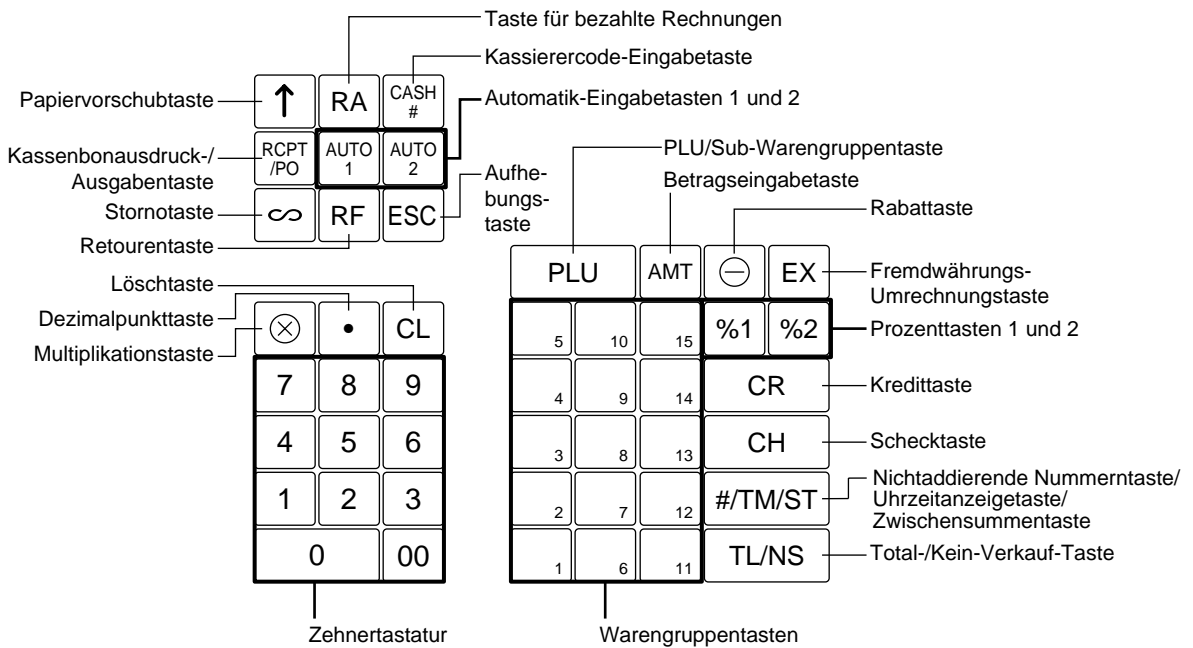 Taste für bezahlte Rechnungen
Kassierercode-Eingabetaste
Papiervorschubtaste
↑
RA
CASH
#
Automatik-Eingabetasten 1 und 2
Kassenbonausdruck-/
Ausgabentaste
RCPT
/PO
AUTO
1
AUTO
2
Aufhe-
bungs-
taste
Stornotaste
RF
ESC
Retourentaste
PLU/Sub-Warengruppentaste
Betragseingabetaste
Rabattaste
PLU
AMT
EX
Fremdwährungs-
Umrechnungstaste
Löschtaste
Dezimalpunkttaste
Multiplikationstaste
•
CL
7 8 9
4 5 6
1 2 3
0 00
Zehnertastatur
5 10 15
%1 %2
Prozenttasten 1 und 2
4 9 14
CR
Kredittaste
3 8 13
CH
Schecktaste
2 7 12
#/TM/ST
Nichtaddierende Nummerntaste/
Uhrzeitanzeigetaste/
Zwischensummentaste
1 6 11
TL/NS
Total-/Kein-Verkauf-Taste
Warengruppentasten